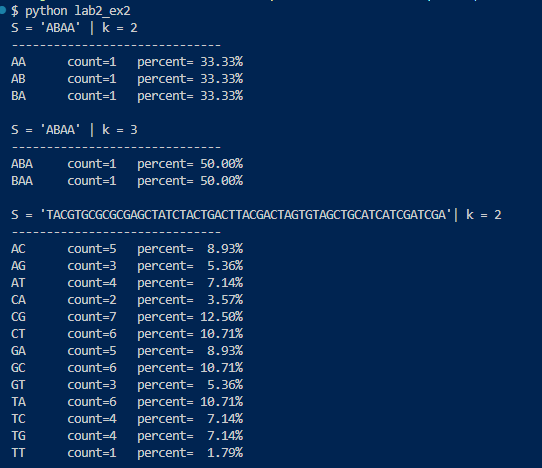 $ python lab2_ex2
S = 'ABAA' | k = 2
------------------------------
AA     count=1   percent= 33.33%
AB     count=1   percent= 33.33%
BA     count=1   percent= 33.33%
S = 'ABAA' | k = 3
------------------------------
ABA     count=1   percent= 50.00%
BAA     count=1   percent= 50.00%
S = 'TACGTGCGCGCGAGCTATCTACTGACTTACGACTAGTGTAGCTGCATCATCGATCGA'| k = 2
------------------------------
AC     count=5   percent=  8.93%
AG     count=3   percent=  5.36%
AT     count=4   percent=  7.14%
CA     count=2   percent=  3.57%
CG     count=7   percent= 12.50%
CT     count=6   percent= 10.71%
GA     count=5   percent=  8.93%
GC     count=6   percent= 10.71%
GT     count=3   percent=  5.36%
TA     count=6   percent= 10.71%
TC     count=4   percent=  7.14%
TG     count=4   percent=  7.14%
TT     count=1   percent=  1.79%